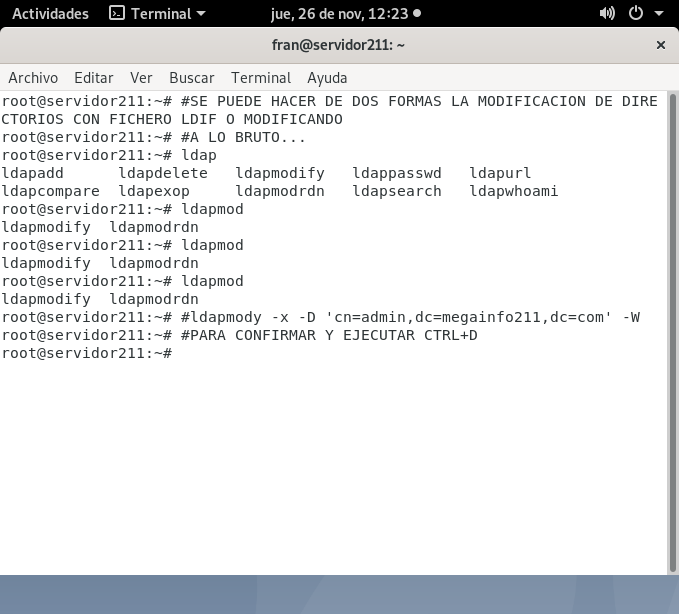 Actividades Terminal jue, 26 de nov, 12:23
fran@servidor211: ~
Archivo Editar Ver Buscar Terminal Ayuda
root@servidor211:~# #SE PUEDE HACER DE DOS FORMAS LA MODIFICACION DE DIRE
CTORIOS CON FICHERO LDIF O MODIFICANDO
root@servidor211:~# #A LO BRUTO...
root@servidor211:~# ldap
ldapadd ldapdelete ldapmodify ldappasswd ldapurl
ldapcompare ldapexop ldapmodrdn ldapsearch ldapwhoami
root@servidor211:~# ldapmod
ldapmodify ldapmodrdn
root@servidor211:~# ldapmod
ldapmodify ldapmodrdn
root@servidor211:~# ldapmod
ldapmodify ldapmodrdn
root@servidor211:~# #ldapmody -x -D 'cn=admin,dc=megainfo211,dc=com' -W
root@servidor211:~# #PARA CONFIRMAR Y EJECUTAR CTRL+D
root@servidor211:~#